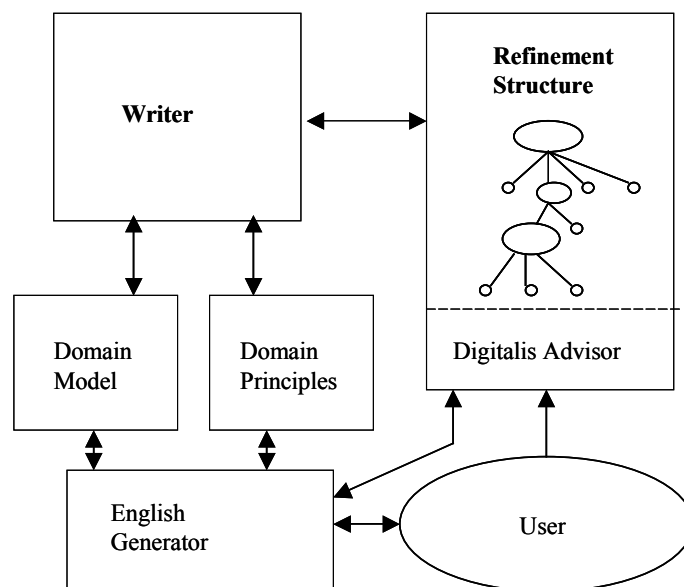 Writer
Refinement
Structure
Domain
Model
Domain
Principles
Digitalis Advisor
English
Generator
User